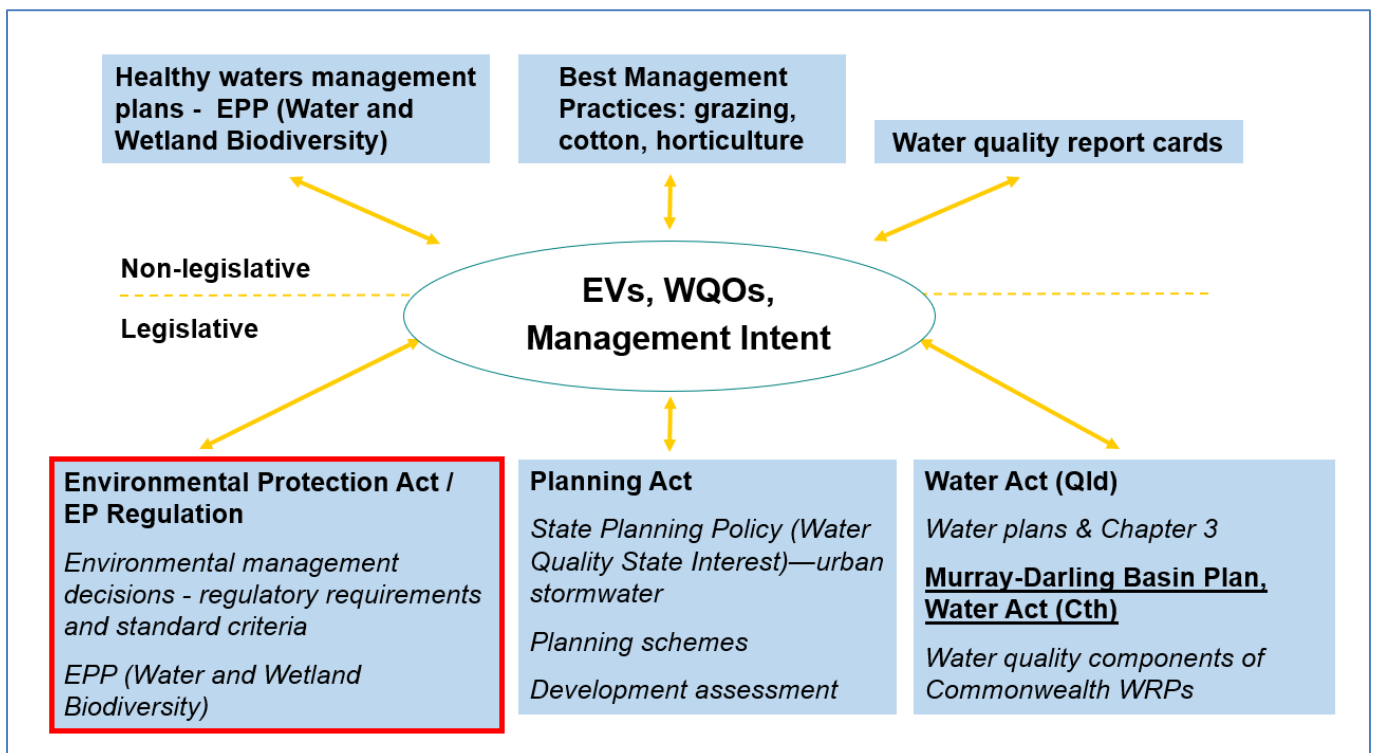 Healthy waters management
plans -  EPP (Water and
Wetland Biodiversity)
Best Management
Practices: grazing,
cotton, horticulture
Water quality report cards
Non-legislative
Legislative
EVs, WQOs,
Management Intent
Environmental Protection Act /
EP Regulation
Environmental management
decisions - regulatory requirements
and standard criteria
EPP (Water and Wetland
Biodiversity)
Planning Act
State Planning Policy (Water
Quality State Interest)—urban
stormwater
Planning schemes
Development assessment
Water Act (Qld)
Water plans & Chapter 3
Murray-Darling Basin Plan,
Water Act (Cth)
Water quality components of
Commonwealth WRPs